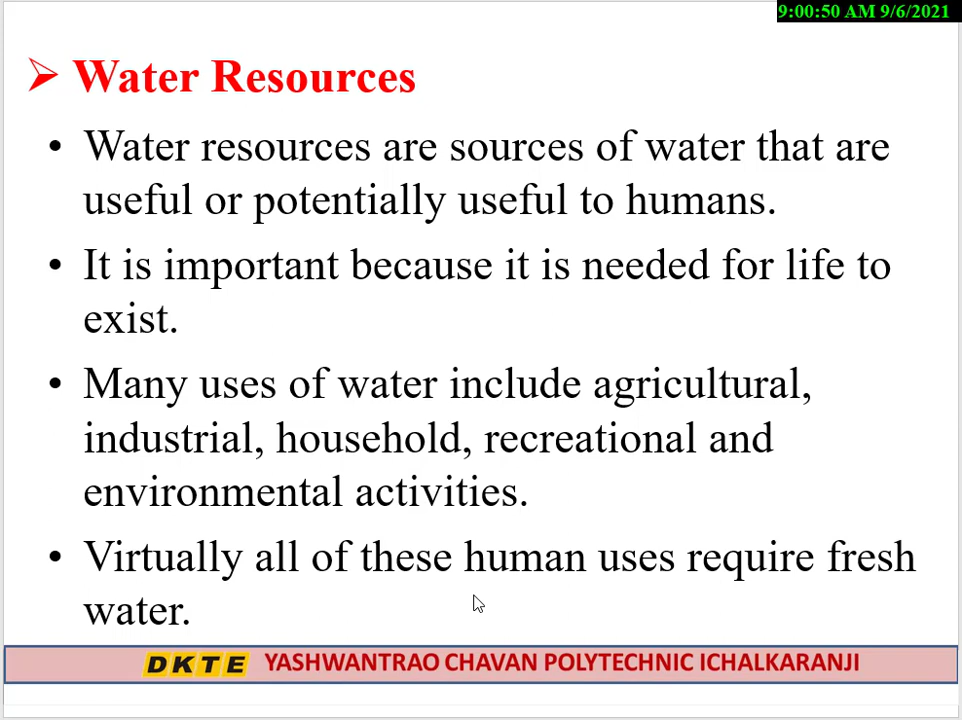 9:00:50 AM 9/6/2021
➢ Water Resources
• Water resources are sources of water that are
useful or potentially useful to humans.
• It is important because it is needed for life to
exist.
• Many uses of water include agricultural,
industrial, household, recreational and
environmental activities.
• Virtually all of these human uses require fresh
water.
DKTE YASHWANTRAO CHAVAN POLYTECHNIC ICHALKARANJI